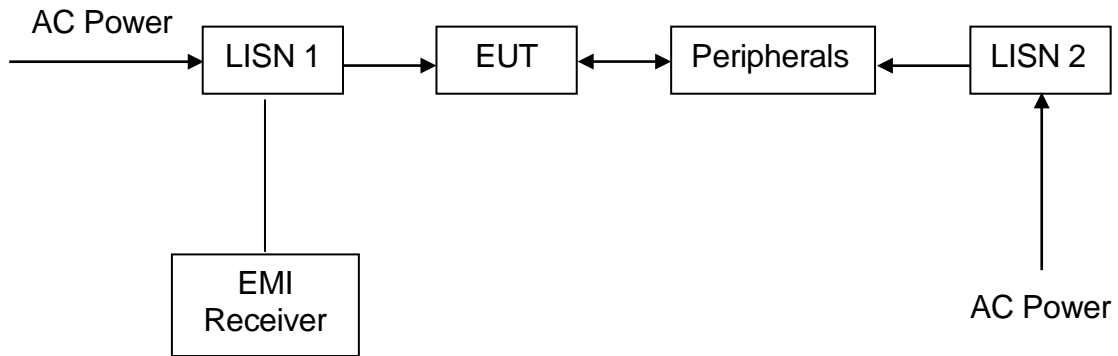 AC Power
LISN 1
EUT
Peripherals
LISN 2
EMI
Receiver
AC Power